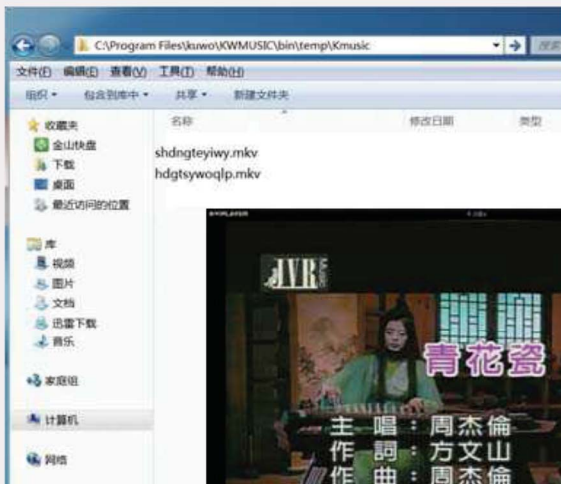 C:\Program Files\kuwo\KWMUSIC\bin\temp\Kmusic
文件(F) 编辑(E) 查看(V) 工具(T) 帮助(H)
组织 包含到库中 共享 新建文件夹
名称 修改日期 类型
收藏夹
金山快盘
下载
桌面
最近访问的位置
shdngteyiwy.mkv
hdgtsywoqlp.mkv
库
视频
图片
文档
迅雷下载
音乐
家庭组
计算机
网络
JVR
青花瓷
主唱:周杰倫
作詞:方文山
作曲:周杰倫